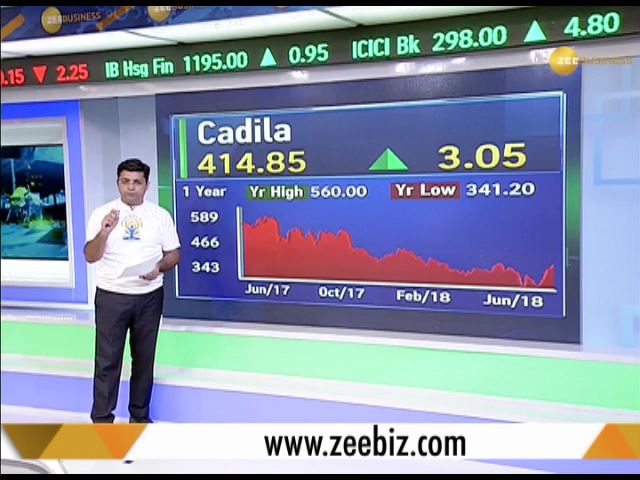 ZEEBUSINESS
0.15 ▼ 2.25 IB Hsg Fin 1195.00 ▲ 0.95 ICICI Bk 298.00 ▲ 4.80
ZEEBUSINESS
Cadila
414.85 ▲ 3.05
1 Year Yr High 560.00 Yr Low 341.20
589
466
343
Jun/17 Oct/17 Feb/18 Jun/18
www.zeebiz.com